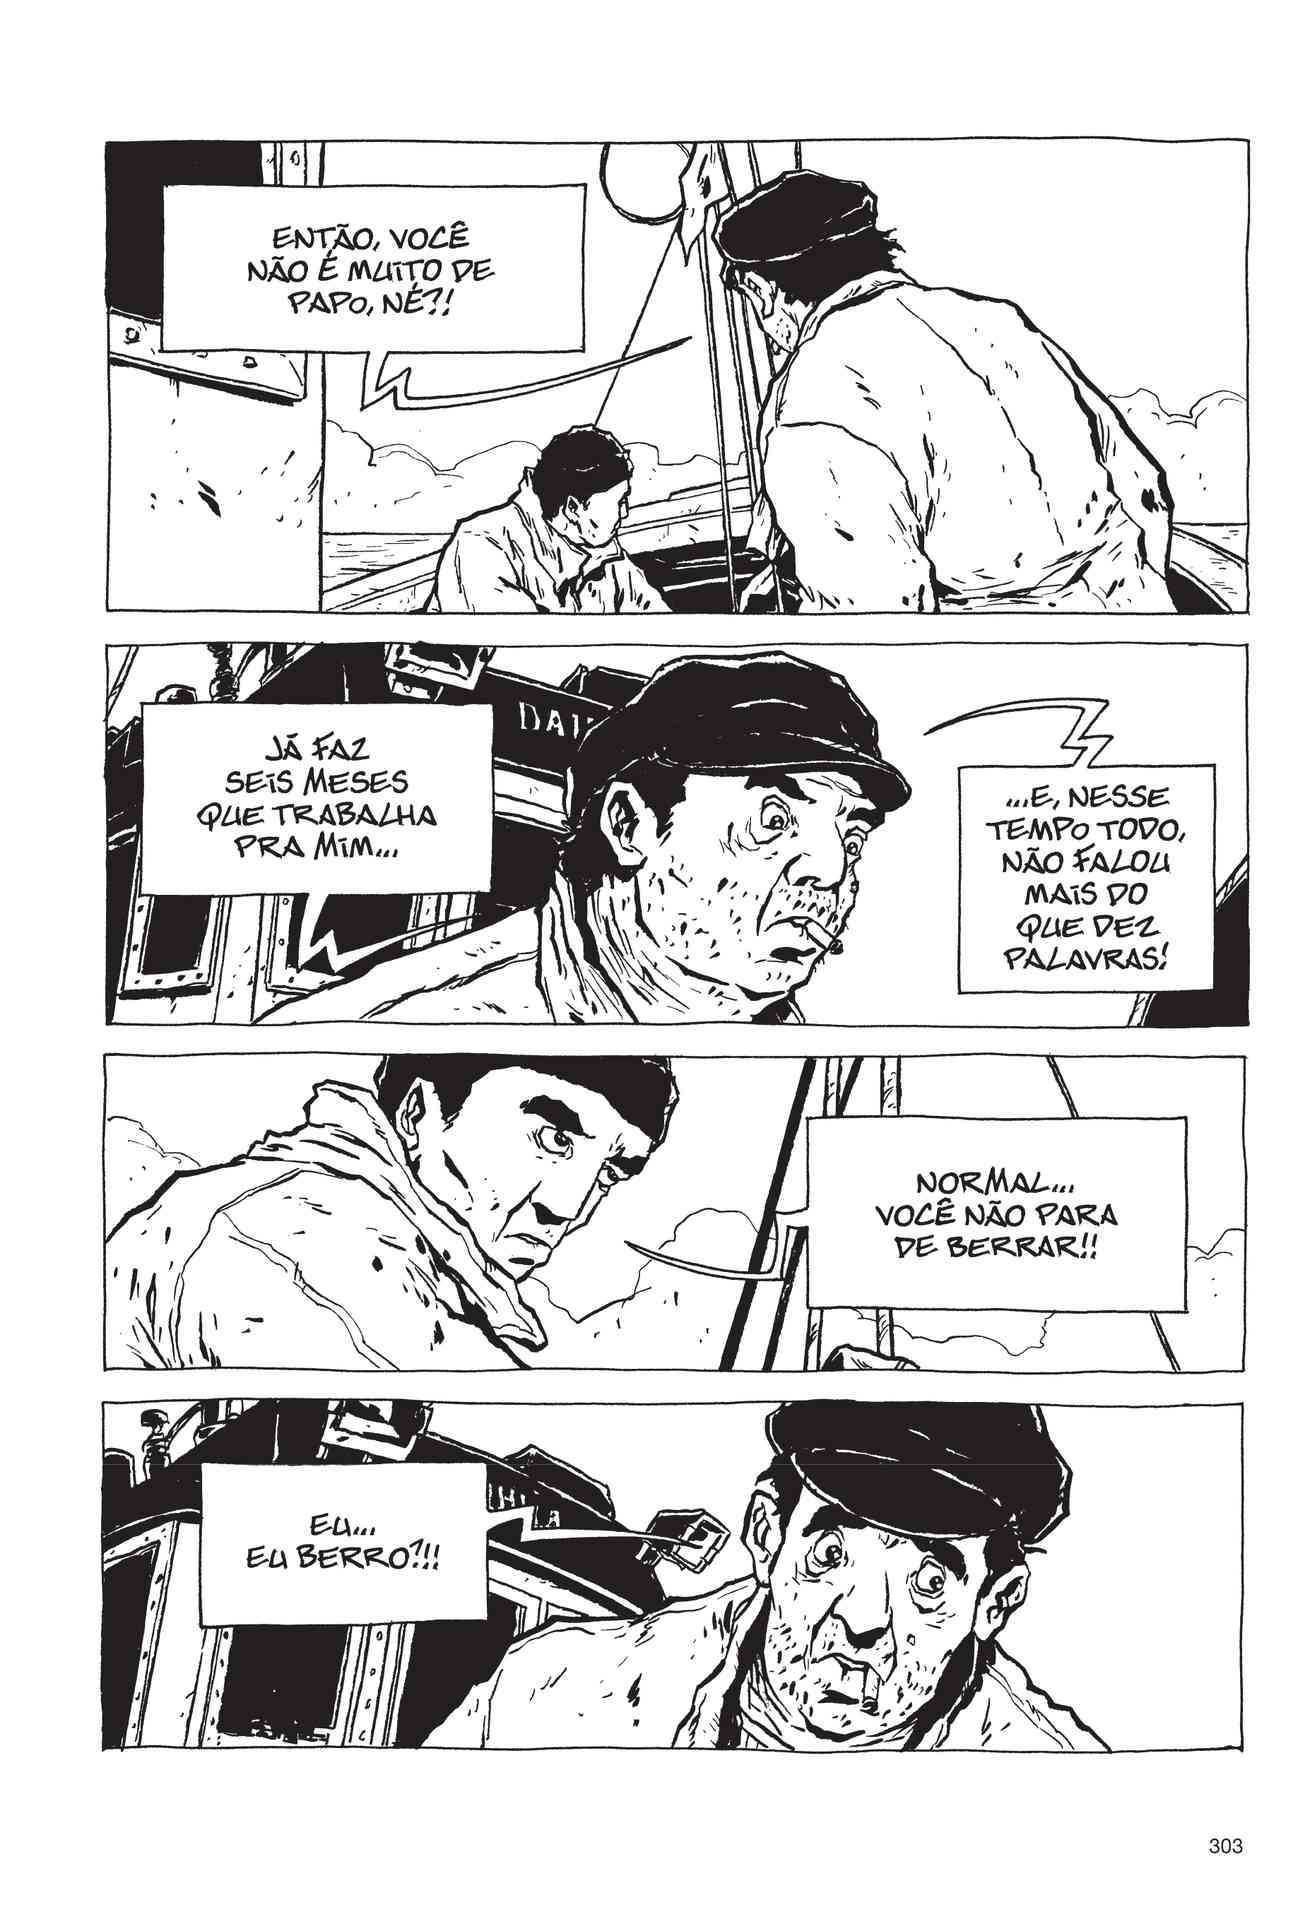 ENTÃO, VOCÊ
NÃO É MUITO DE
PAPO, NÉ?!
DAI
JÁ FAZ
SEIS MESES
QUE TRABALHA
PRA MIM...
...E, NESSE
TEMPO TODO,
NÃO FALOU
MAIS DO
QUE DEZ
PALAVRAS!
NORMAL...
VOCÊ NÃO PARA
DE BERRAR!!
EU...
EU BERRO?!!
303